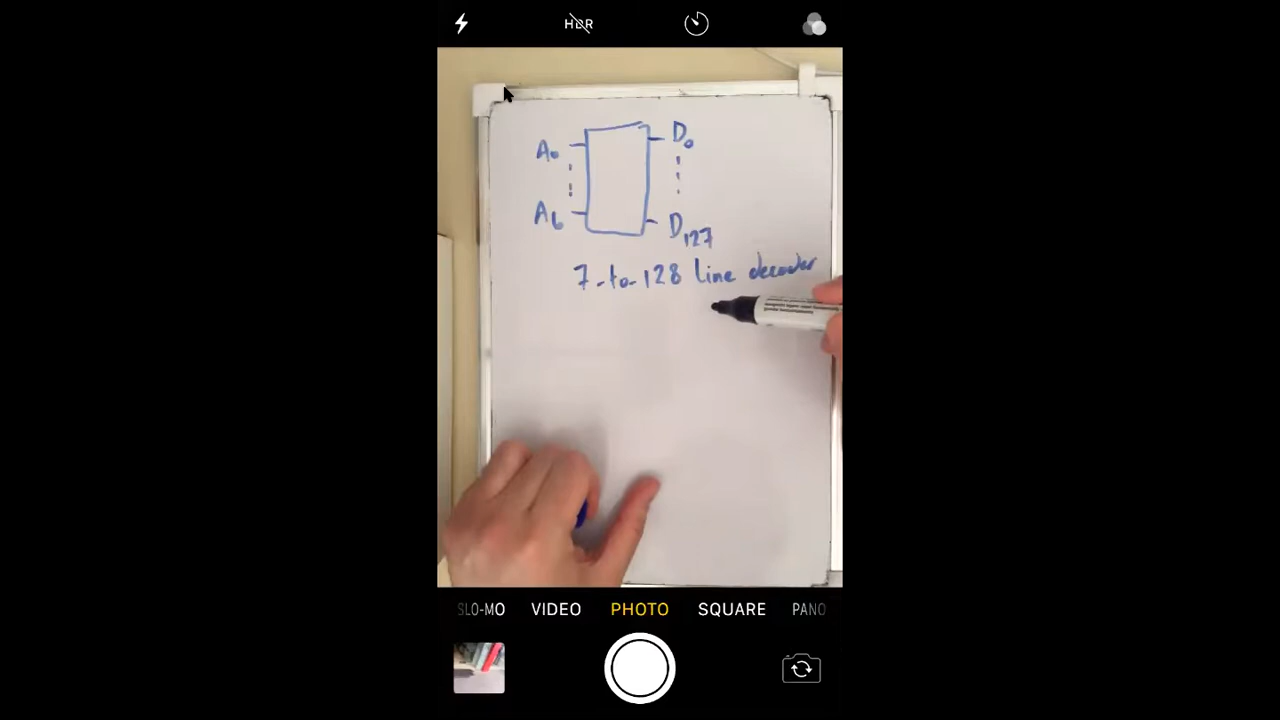 HDR
A0 D0
A6 D127
7-to-128 line decoder
SLO-MO VIDEO PHOTO SQUARE PANO